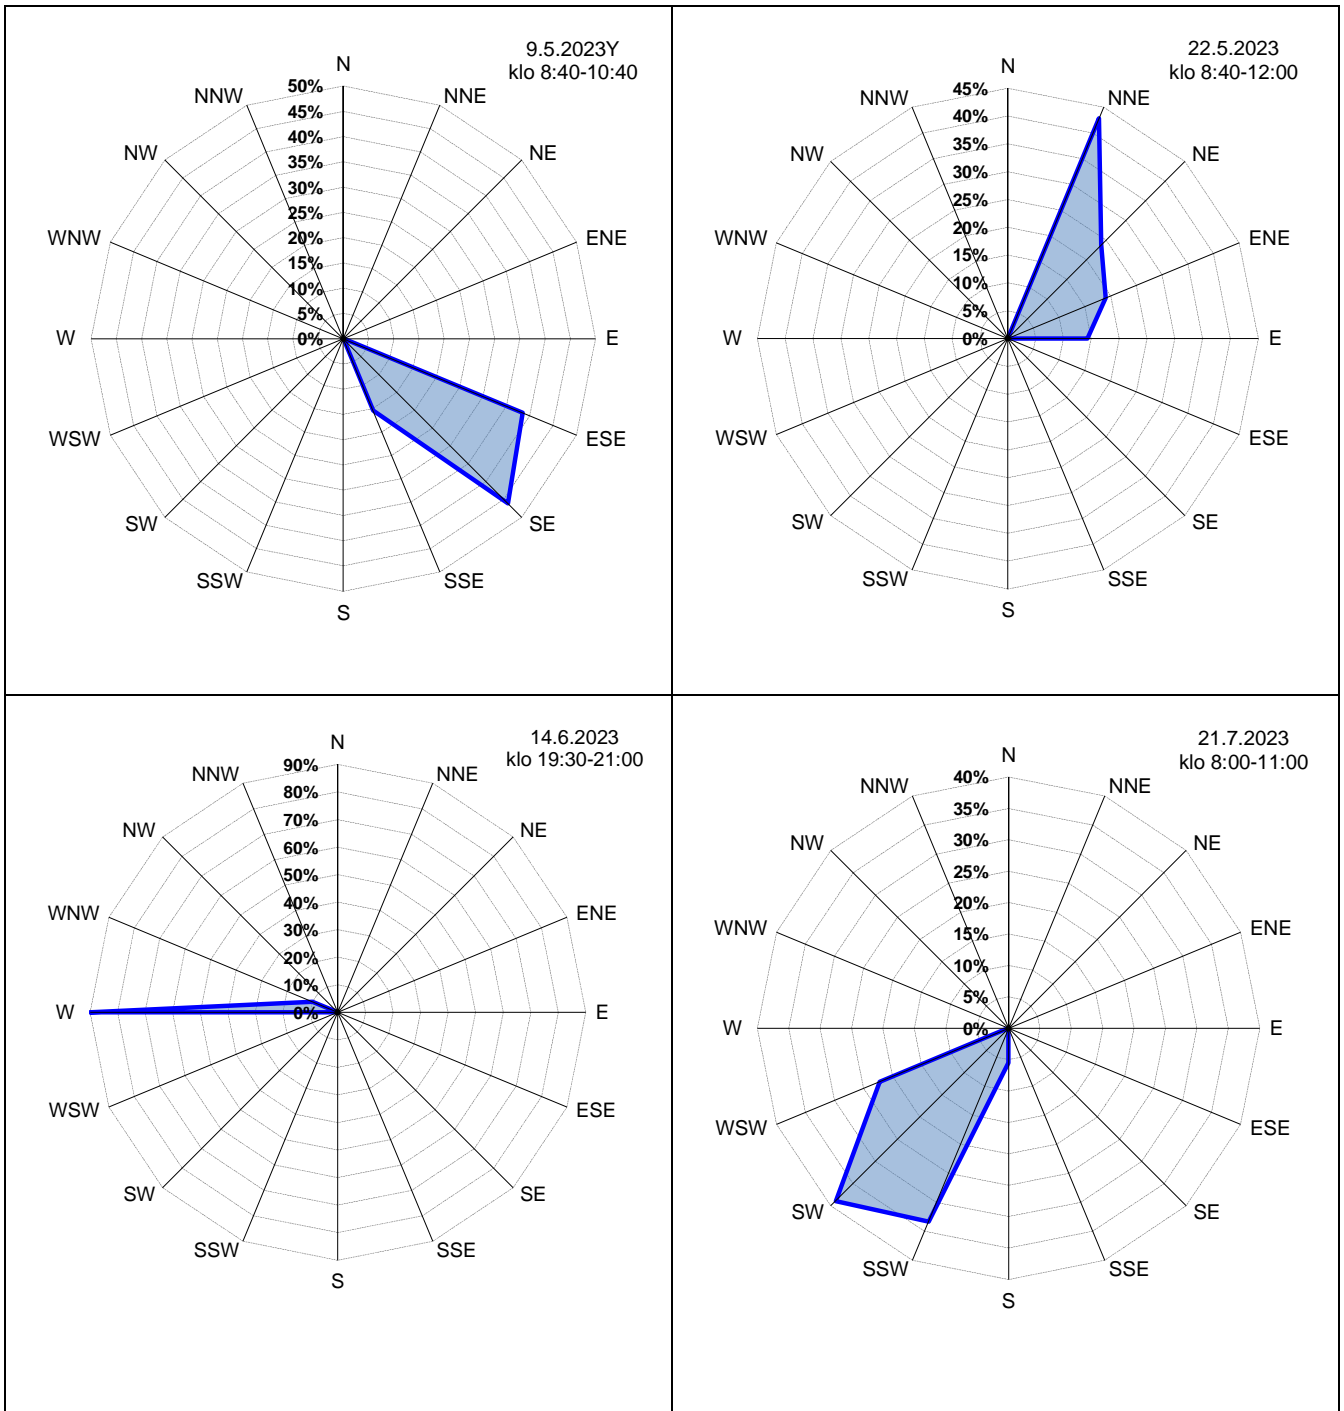 9.5.2023Y
klo 8:40-10:40
N
NNE
NE
ENE
E
ESE
SE
SSE
S
SSW
SW
WSW
W
WNW
NW
NNW
50%
45%
40%
35%
30%
25%
20%
15%
10%
5%
0%
22.5.2023
klo 8:40-12:00
N
NNE
NE
ENE
E
ESE
SE
SSE
S
SSW
SW
WSW
W
WNW
NW
NNW
45%
40%
35%
30%
25%
20%
15%
10%
5%
0%
14.6.2023
klo 19:30-21:00
N
NNE
NE
ENE
E
ESE
SE
SSE
S
SSW
SW
WSW
W
WNW
NW
NNW
90%
80%
70%
60%
50%
40%
30%
20%
10%
0%
21.7.2023
klo 8:00-11:00
N
NNE
NE
ENE
E
ESE
SE
SSE
S
SSW
SW
WSW
W
WNW
NW
NNW
40%
35%
30%
25%
20%
15%
10%
5%
0%